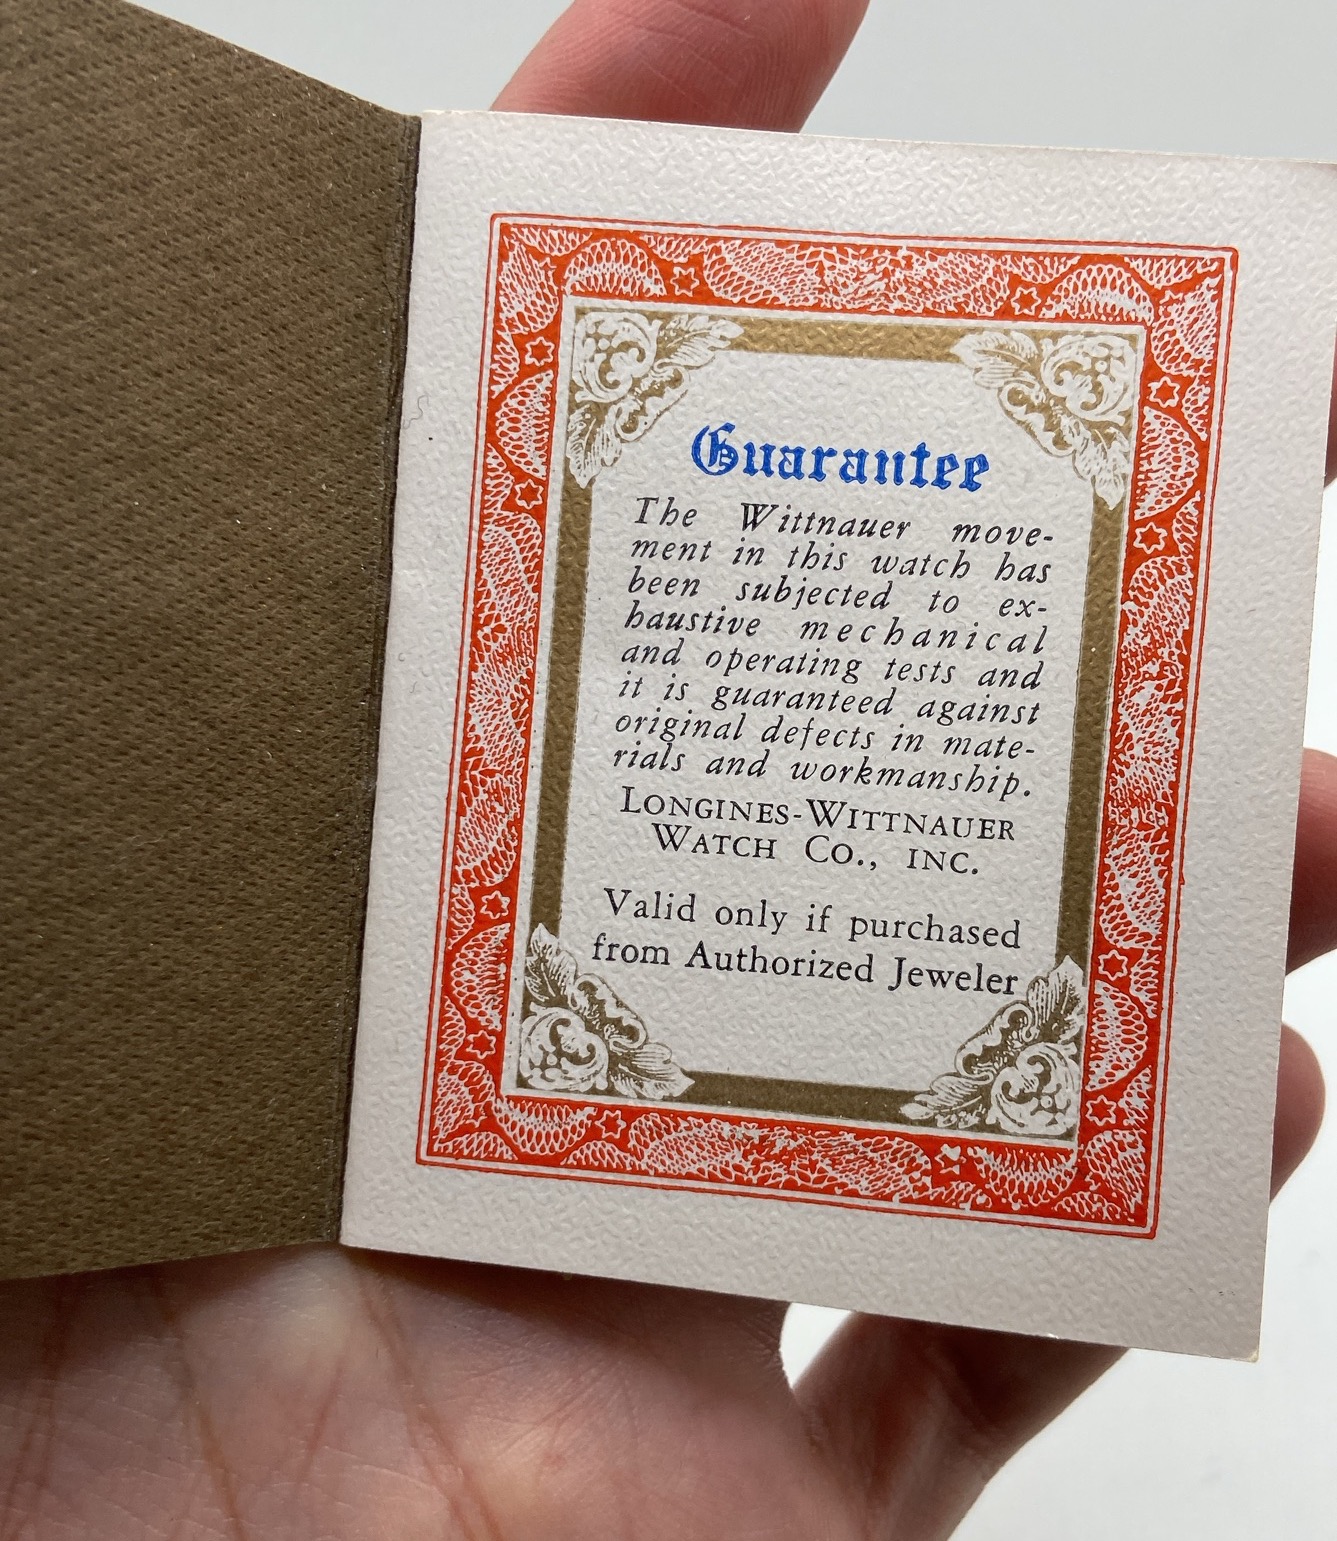 Guarantee
The Wittnauer move-
ment in this watch has
been subjected to ex-
haustive mechanical
and operating tests and
it is guaranteed against
original defects in mate-
rials and workmanship.
LONGINES-WITTNAUER
WATCH CO., INC.
Valid only if purchased
from Authorized Jeweler